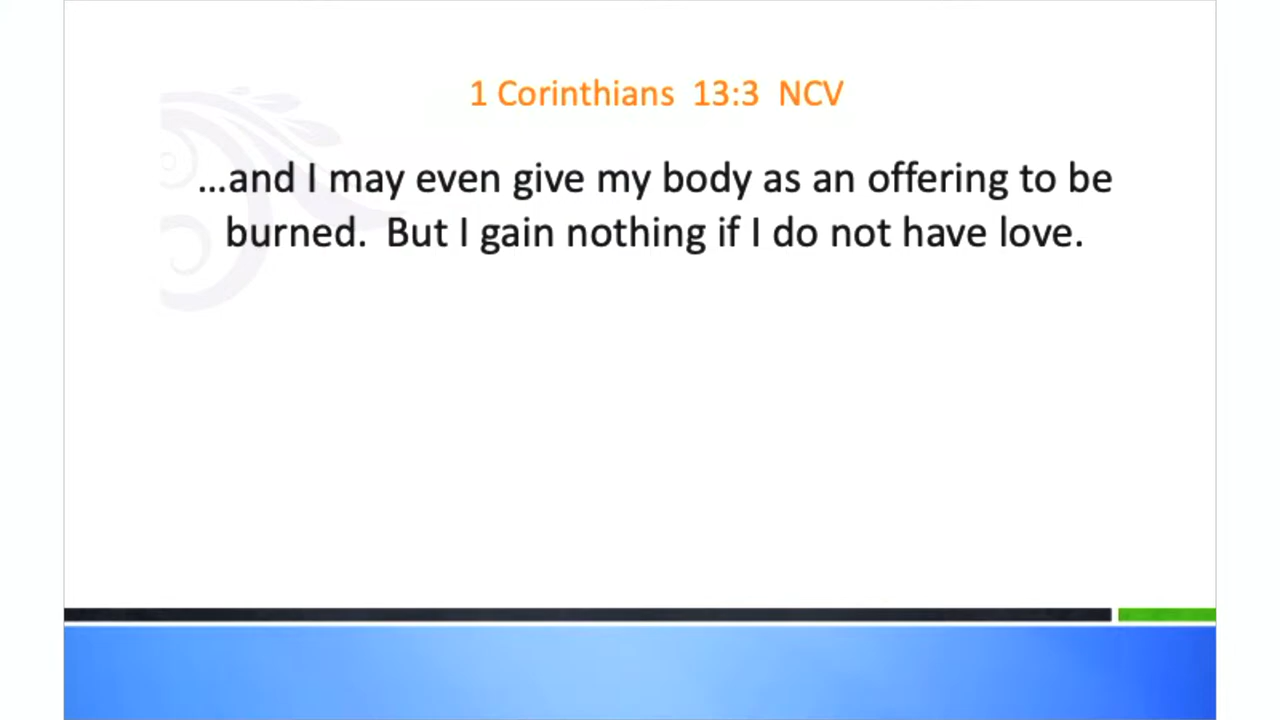 1 Corinthians  13:3  NCV
...and I may even give my body as an offering to be
burned.  But I gain nothing if I do not have love.